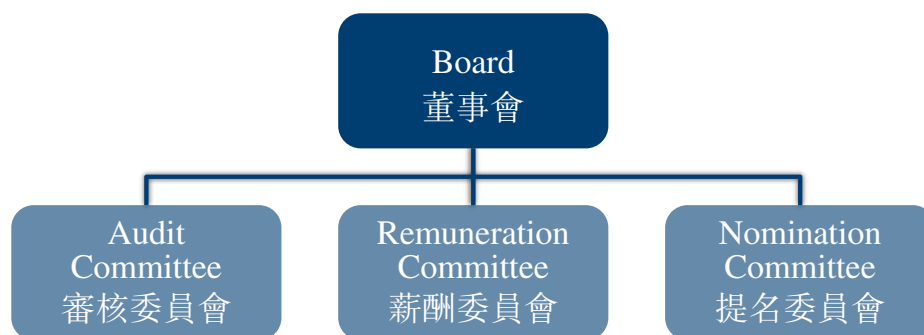 Board
董事會
Audit
Committee
審核委員會
Remuneration
Committee
薪酬委員會
Nomination
Committee
提名委員會